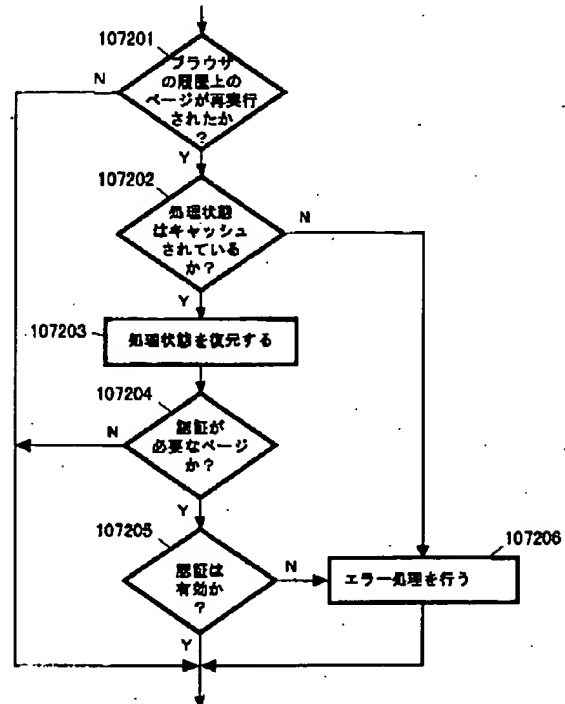 107201
ブラウザ
の履歴上の
ページが再実行
されたか
?
N
Y
107202
処理状態
はキャッシュ
されている
か?
N
Y
107203
処理状態を復元する
107204
認証が
必要なページ
か?
N
Y
107205
認証は
有効か
?
N
107206
エラー処理を行う
Y